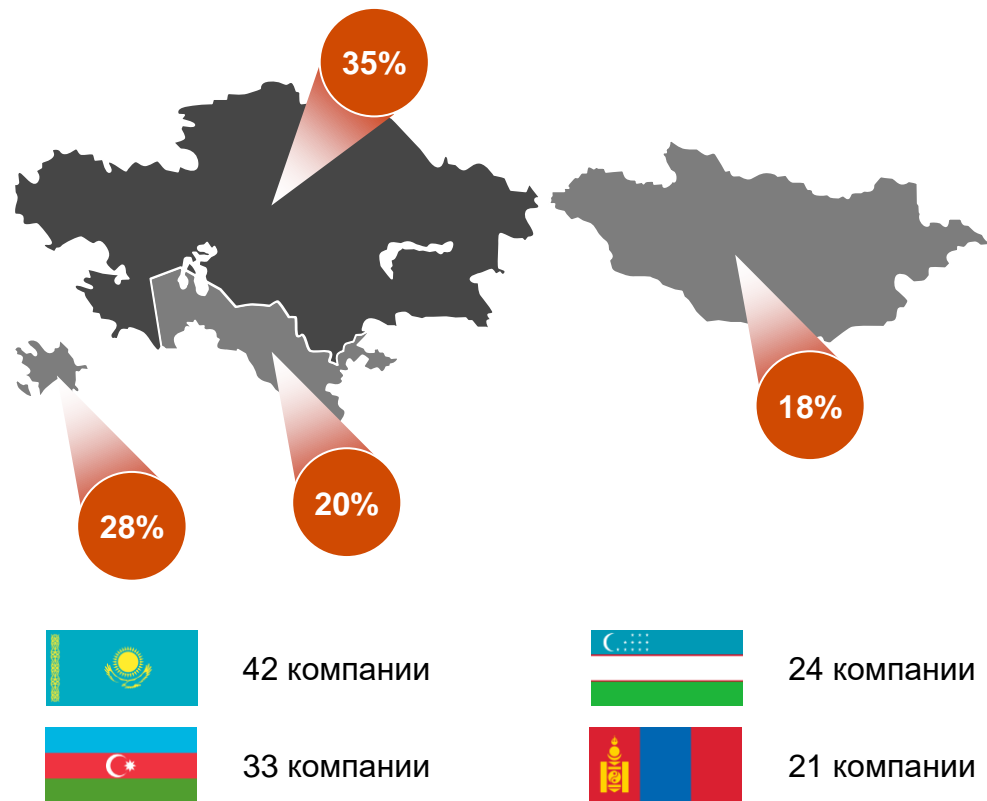 35%
18%
20%
28%
42 компании
24 компании
33 компании
21 компании